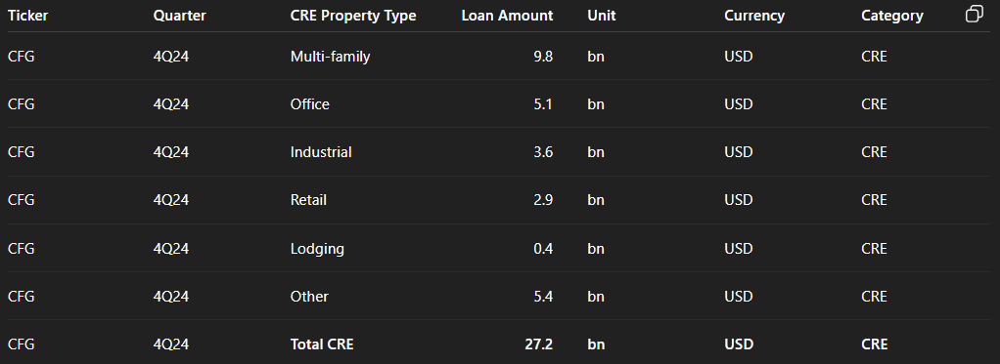 Ticker Quarter CRE Property Type Loan Amount Unit Currency Category
CFG 4Q24 Multi-family 9.8 bn USD CRE
CFG 4Q24 Office 5.1 bn USD CRE
CFG 4Q24 Industrial 3.6 bn USD CRE
CFG 4Q24 Retail 2.9 bn USD CRE
CFG 4Q24 Lodging 0.4 bn USD CRE
CFG 4Q24 Other 5.4 bn USD CRE
CFG 4Q24 Total CRE 27.2 bn USD CRE